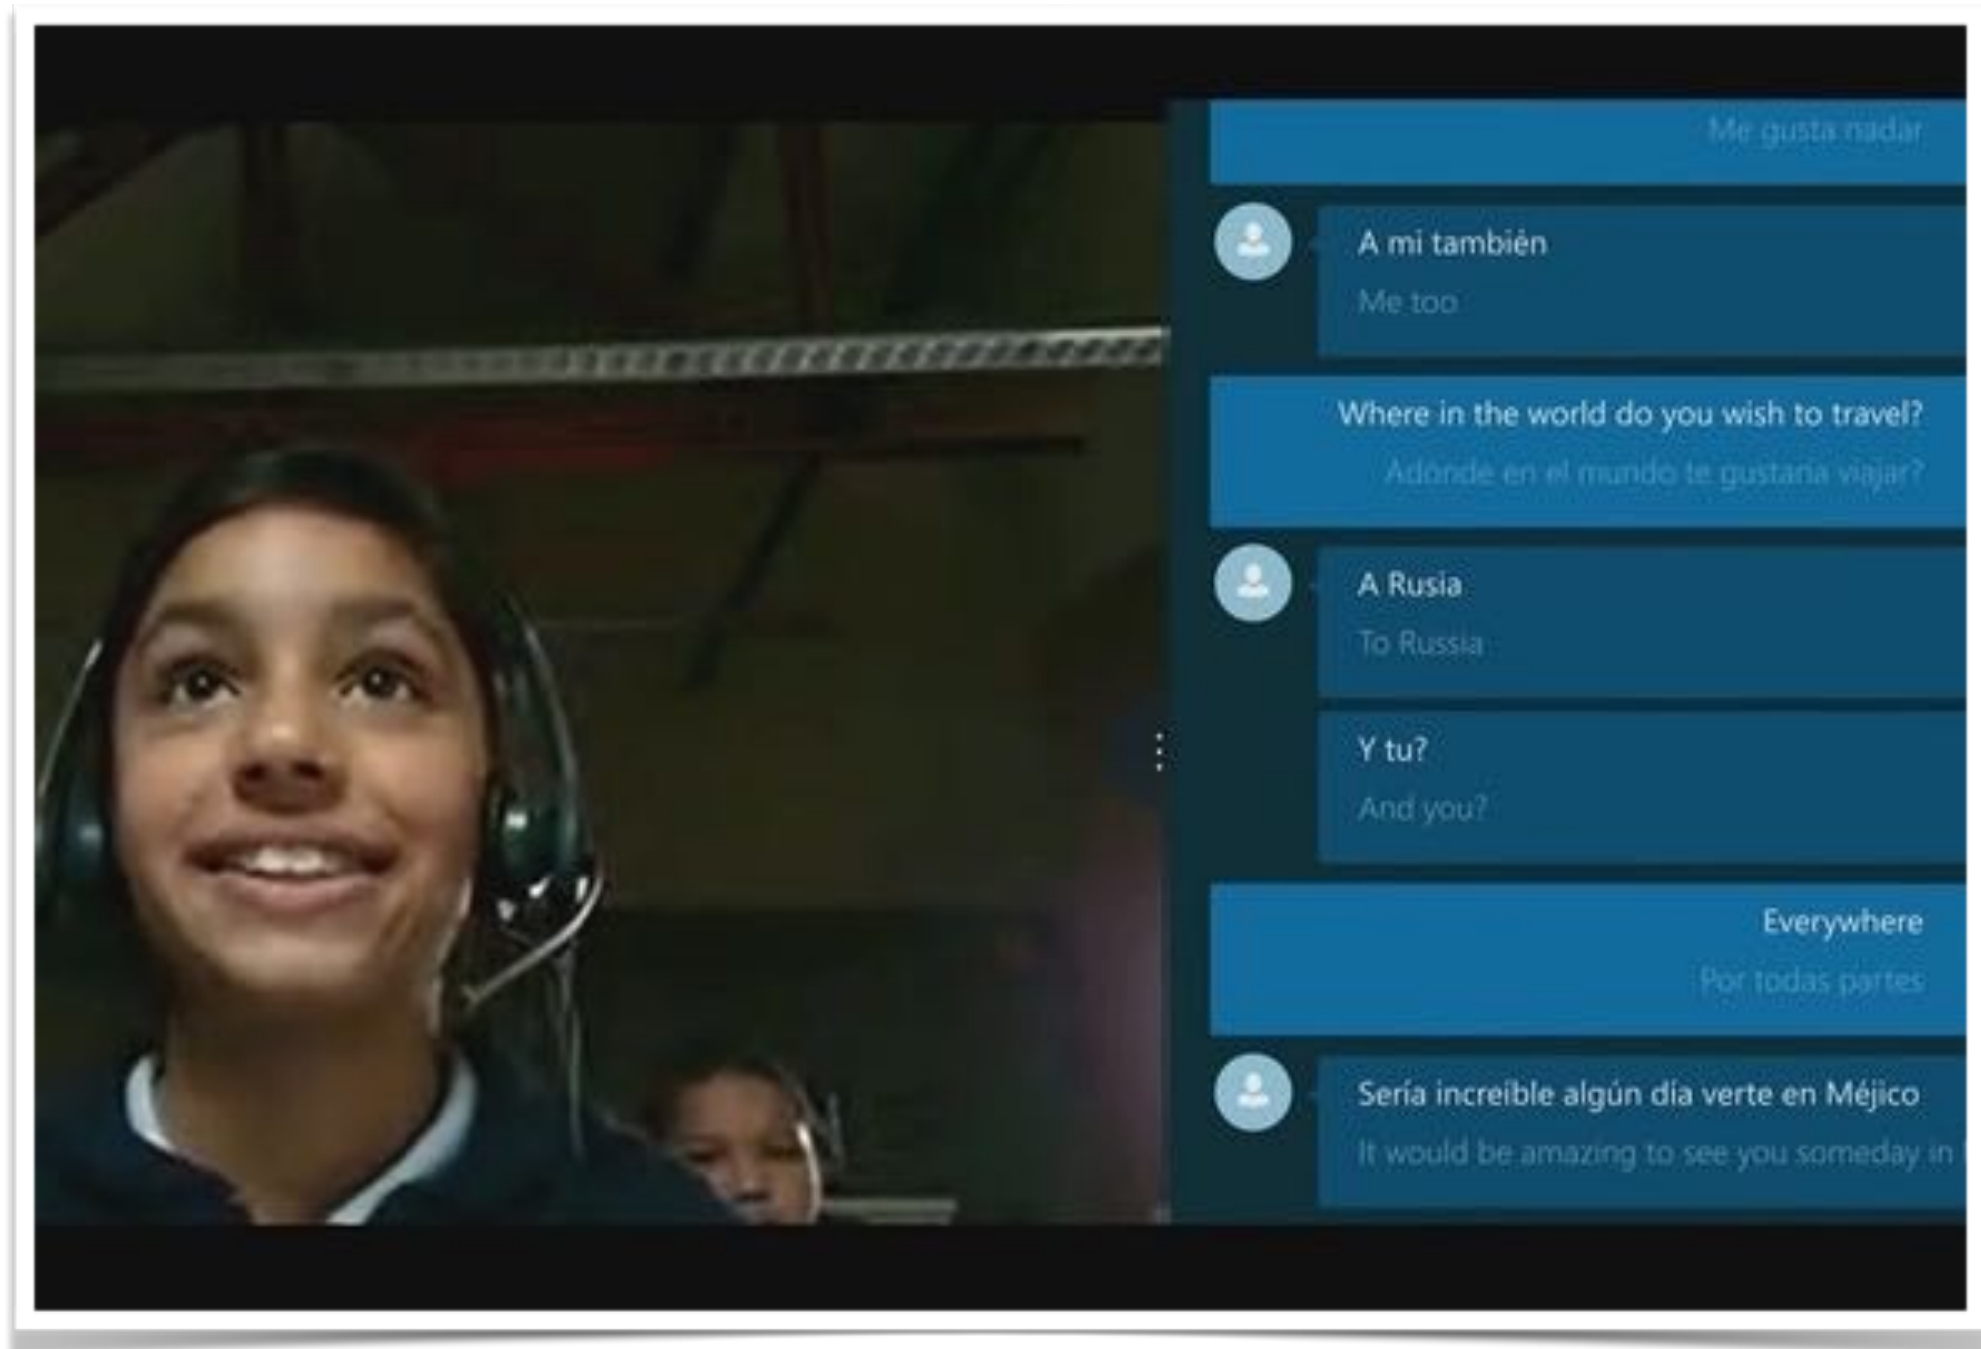 Me gusta nadar
A mi también
Me too
Where in the world do you wish to travel?
Adónde en el mundo te gustaría viajar?
A Rusia
To Russia
Y tu?
And you?
Everywhere
Por todas partes
Sería increíble algún día verte en Méjico
It would be amazing to see you someday in